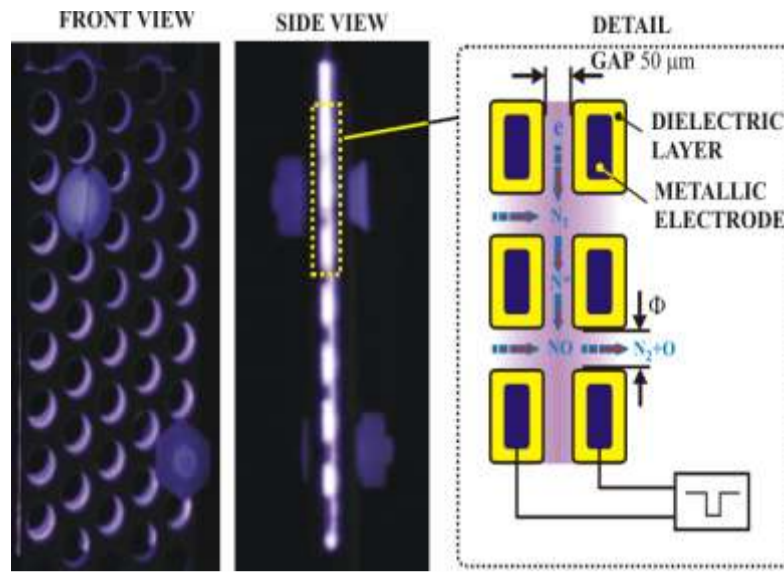 FRONT VIEW
SIDE VIEW
DETAIL
GAP 50 μm
DIELECTRIC
LAYER
METALLIC
ELECTRODE
e
N₂
Φ
NO
N₂+O